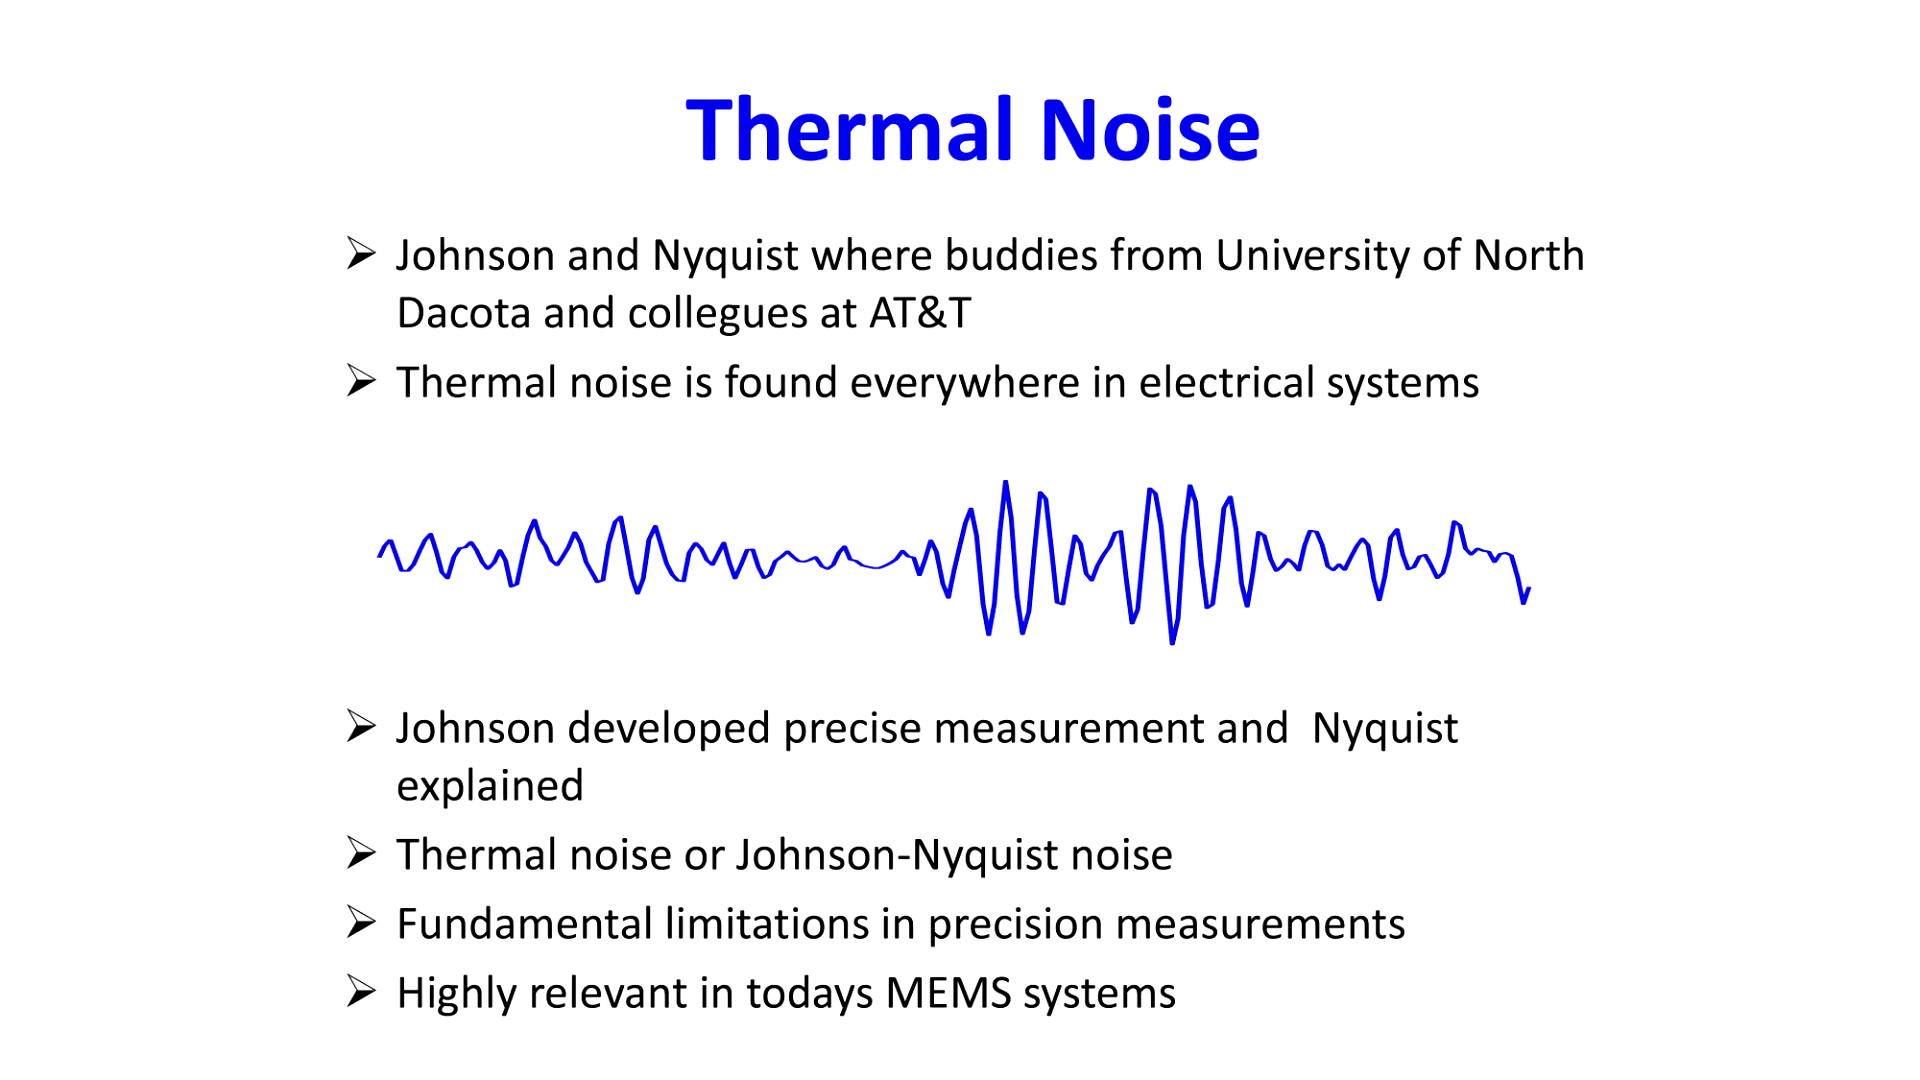 Thermal Noise
Johnson and Nyquist where buddies from University of North
Dacota and collegues at AT&T
Thermal noise is found everywhere in electrical systems
Johnson developed precise measurement and  Nyquist
explained
Thermal noise or Johnson-Nyquist noise
Fundamental limitations in precision measurements
Highly relevant in todays MEMS systems